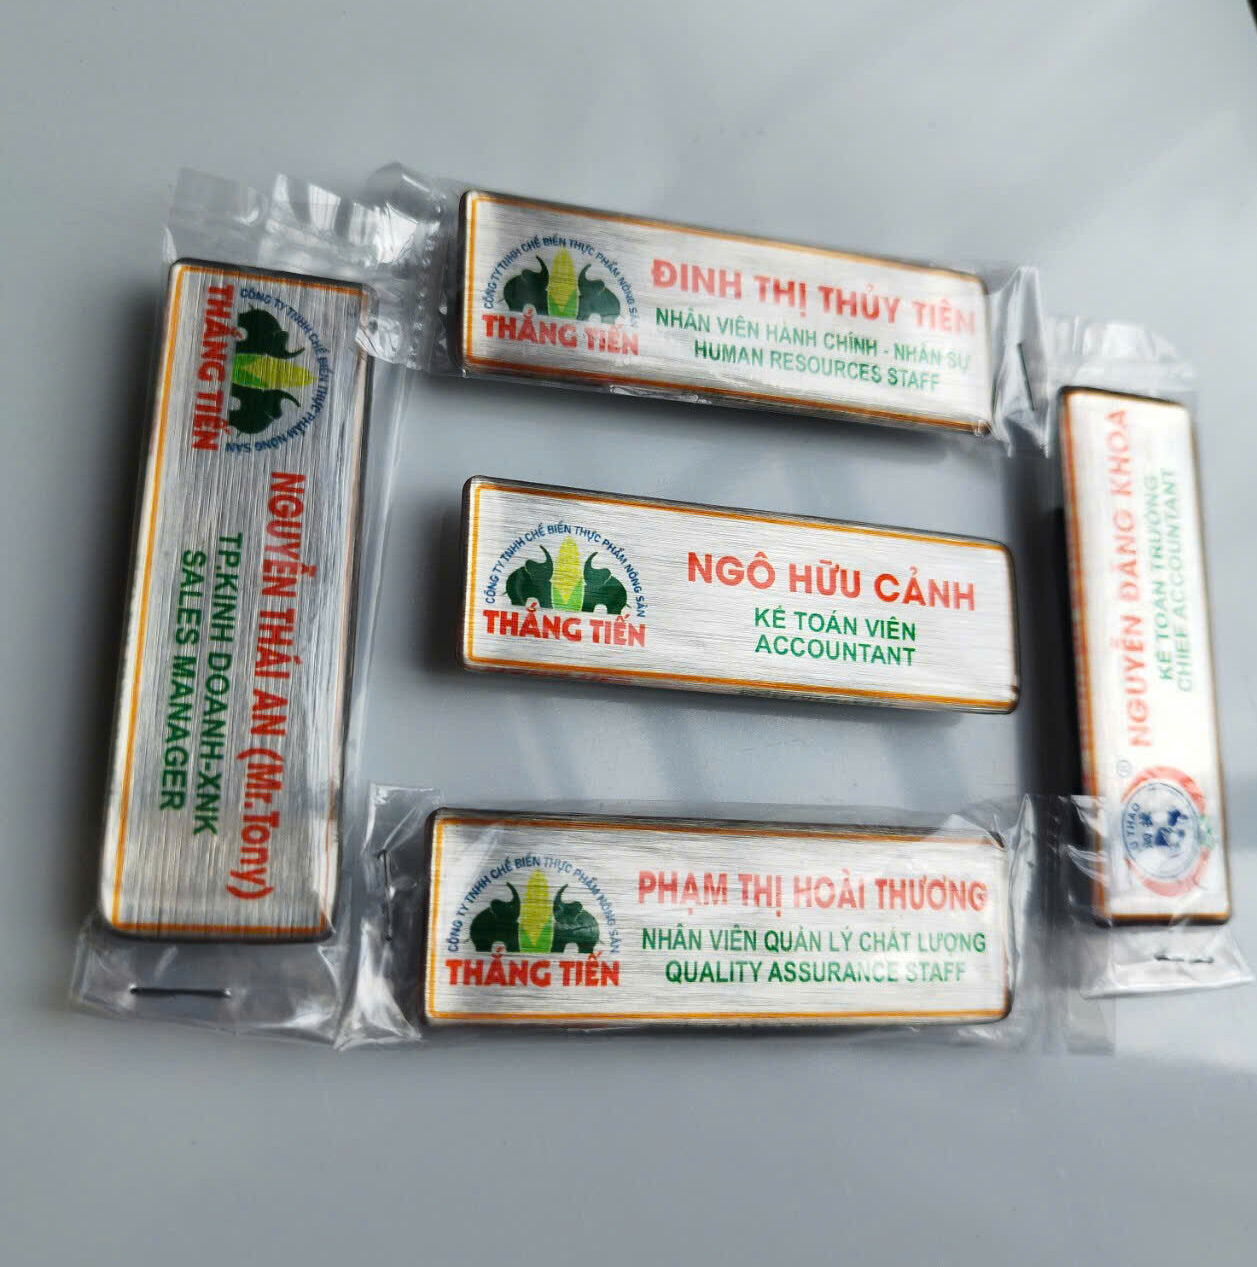 CÔNG TY TNHH CHẾ BIẾN THỰC PHẨM NÔNG SẢN
THẮNG TIẾN
ĐINH THỊ THỦY TIÊN
NHÂN VIÊN HÀNH CHÍNH - NHÂN SỰ
HUMAN RESOURCES STAFF
CÔNG TY TNHH CHẾ BIẾN THỰC PHẨM NÔNG SẢN
THẮNG TIẾN
NGUYỄN THÁI AN (Mr.Tony)
TP.KINH DOANH-XNK
SALES MANAGER
CÔNG TY TNHH CHẾ BIẾN THỰC PHẨM NÔNG SẢN
THẮNG TIẾN
NGÔ HỮU CẢNH
KẾ TOÁN VIÊN
ACCOUNTANT
NGUYỄN ĐĂNG KHOA
KẾ TOÁN TRƯỞNG
CHIEF ACCOUNTANT
®
CÔNG TY TNHH CHẾ BIẾN THỰC PHẨM NÔNG SẢN
THẮNG TIẾN
PHẠM THỊ HOÀI THƯƠNG
NHÂN VIÊN QUẢN LÝ CHẤT LƯỢNG
QUALITY ASSURANCE STAFF